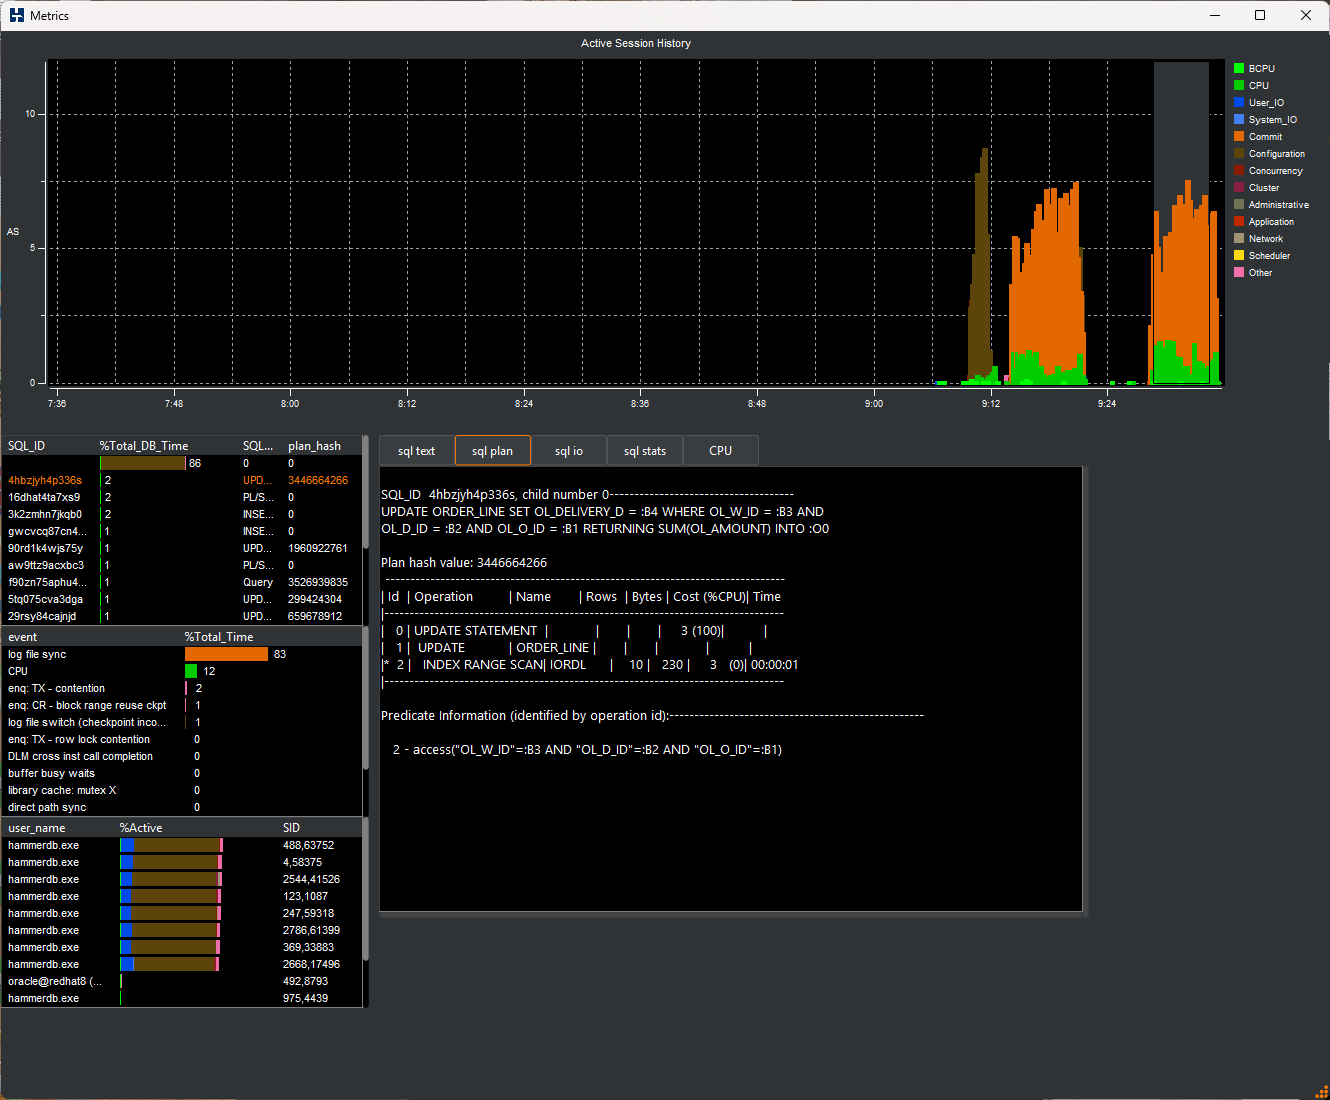 Metrics
Active Session History
AS
10
5
0
7:36 7:48 8:00 8:12 8:24 8:36 8:48 9:00 9:12 9:24
BCPU
CPU
User_IO
System_IO
Commit
Configuration
Concurrency
Cluster
Administrative
Application
Network
Scheduler
Other
SQL_ID %Total_DB_Time SQL... plan_hash
86 0 0
4hbzjyh4p336s 2 UPD... 3446664266
16dhat4ta7xs9 2 PL/S... 0
3k2zmhn7jkqb0 2 INSE... 0
gwcvcq87cn4... 1 INSE... 0
90rd1k4wjs75y 1 UPD... 1960922761
aw9ttz9acxbc3 1 PL/S... 0
f90zn75aphu4... 1 Query 3526939835
5tq075cva3dga 1 UPD... 299424304
29rsy84cajnjd 1 UPD... 659678912
event %Total_Time
log file sync 83
CPU 12
enq: TX - contention 2
enq: CR - block range reuse ckpt 1
log file switch (checkpoint inco... 1
enq: TX - row lock contention 0
DLM cross inst call completion 0
buffer busy waits 0
library cache: mutex X 0
direct path sync 0
user_name %Active SID
hammerdb.exe 488,63752
hammerdb.exe 4,58375
hammerdb.exe 2544,41526
hammerdb.exe 123,1087
hammerdb.exe 247,59318
hammerdb.exe 2786,61399
hammerdb.exe 369,33883
hammerdb.exe 2668,17496
oracle@redhat8 (... 492,8793
hammerdb.exe 975,4439
sql text sql plan sql io sql stats CPU
SQL_ID 4hbzjyh4p336s, child number 0-------------------------------------
UPDATE ORDER_LINE SET OL_DELIVERY_D = :B4 WHERE OL_W_ID = :B3 AND
OL_D_ID = :B2 AND OL_O_ID = :B1 RETURNING SUM(OL_AMOUNT) INTO :O0
Plan hash value: 3446664266
--------------------------------------------------------------------------------
| Id | Operation | Name | Rows | Bytes | Cost (%CPU)| Time
|--------------------------------------------------------------------------------
| 0 | UPDATE STATEMENT | | | | 3 (100)| |
| 1 | UPDATE | ORDER_LINE | | | | |
|* 2 | INDEX RANGE SCAN| IORDL | 10 | 230 | 3 (0)| 00:00:01
|--------------------------------------------------------------------------------
Predicate Information (identified by operation id):---------------------------------------------------
2 - access("OL_W_ID"=:B3 AND "OL_D_ID"=:B2 AND "OL_O_ID"=:B1)